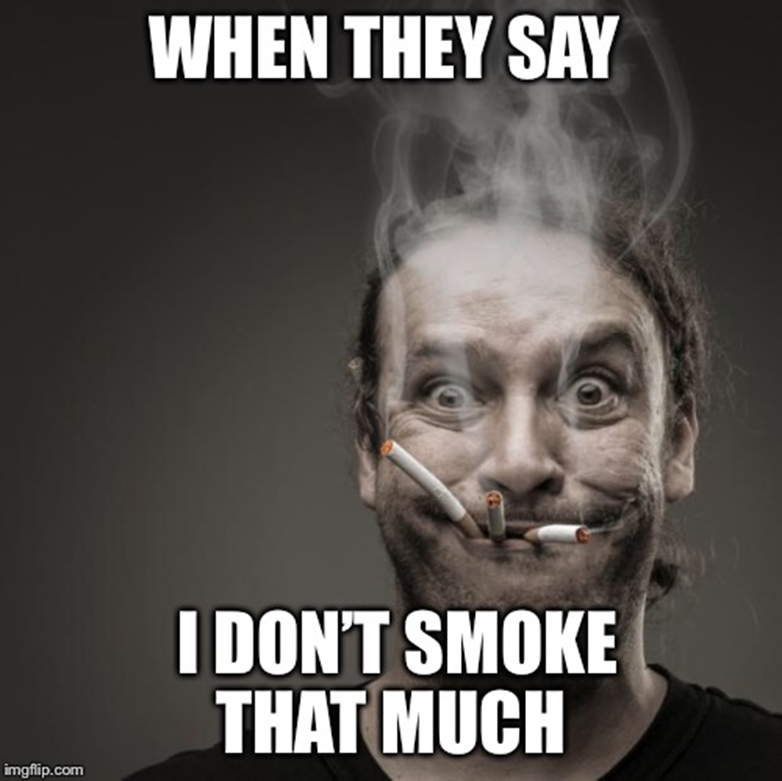 WHEN THEY SAY
I DON'T SMOKE
THAT MUCH
imgflip.com